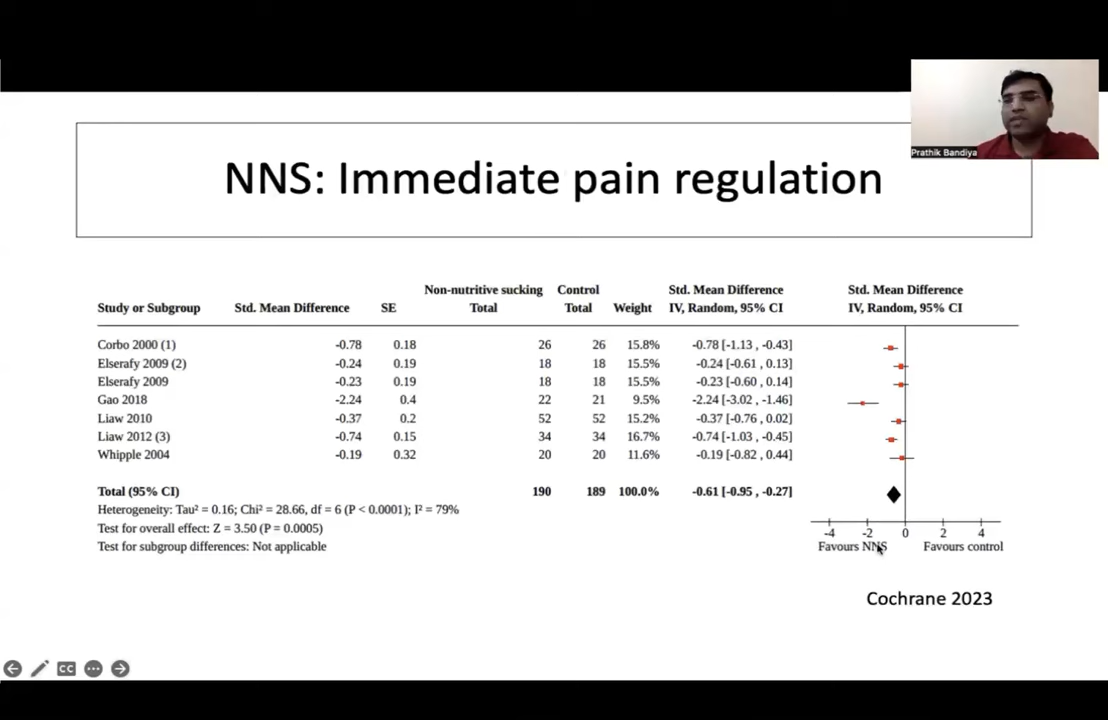 Prathik Bandiya
NNS: Immediate pain regulation
Non-nutritive sucking Control Std. Mean Difference Std. Mean Difference
Study or Subgroup Std. Mean Difference SE Total Total Weight IV, Random, 95% CI IV, Random, 95% CI
Corbo 2000 (1) -0.78 0.18 26 26 15.8% -0.78 [-1.13 , -0.43]
Elserafy 2009 (2) -0.24 0.19 18 18 15.5% -0.24 [-0.61 , 0.13]
Elserafy 2009 -0.23 0.19 18 18 15.5% -0.23 [-0.60 , 0.14]
Gao 2018 -2.24 0.4 22 21 9.5% -2.24 [-3.02 , -1.46]
Liaw 2010 -0.37 0.2 52 52 15.2% -0.37 [-0.76 , 0.02]
Liaw 2012 (3) -0.74 0.15 34 34 16.7% -0.74 [-1.03 , -0.45]
Whipple 2004 -0.19 0.32 20 20 11.6% -0.19 [-0.82 , 0.44]
Total (95% CI) 190 189 100.0% -0.61 [-0.95 , -0.27]
Heterogeneity: Tau² = 0.16; Chi² = 28.66, df = 6 (P < 0.0001); I² = 79%
Test for overall effect: Z = 3.50 (P = 0.0005) -4 -2 0 2 4
Test for subgroup differences: Not applicable Favours NNS Favours control
Cochrane 2023
CC